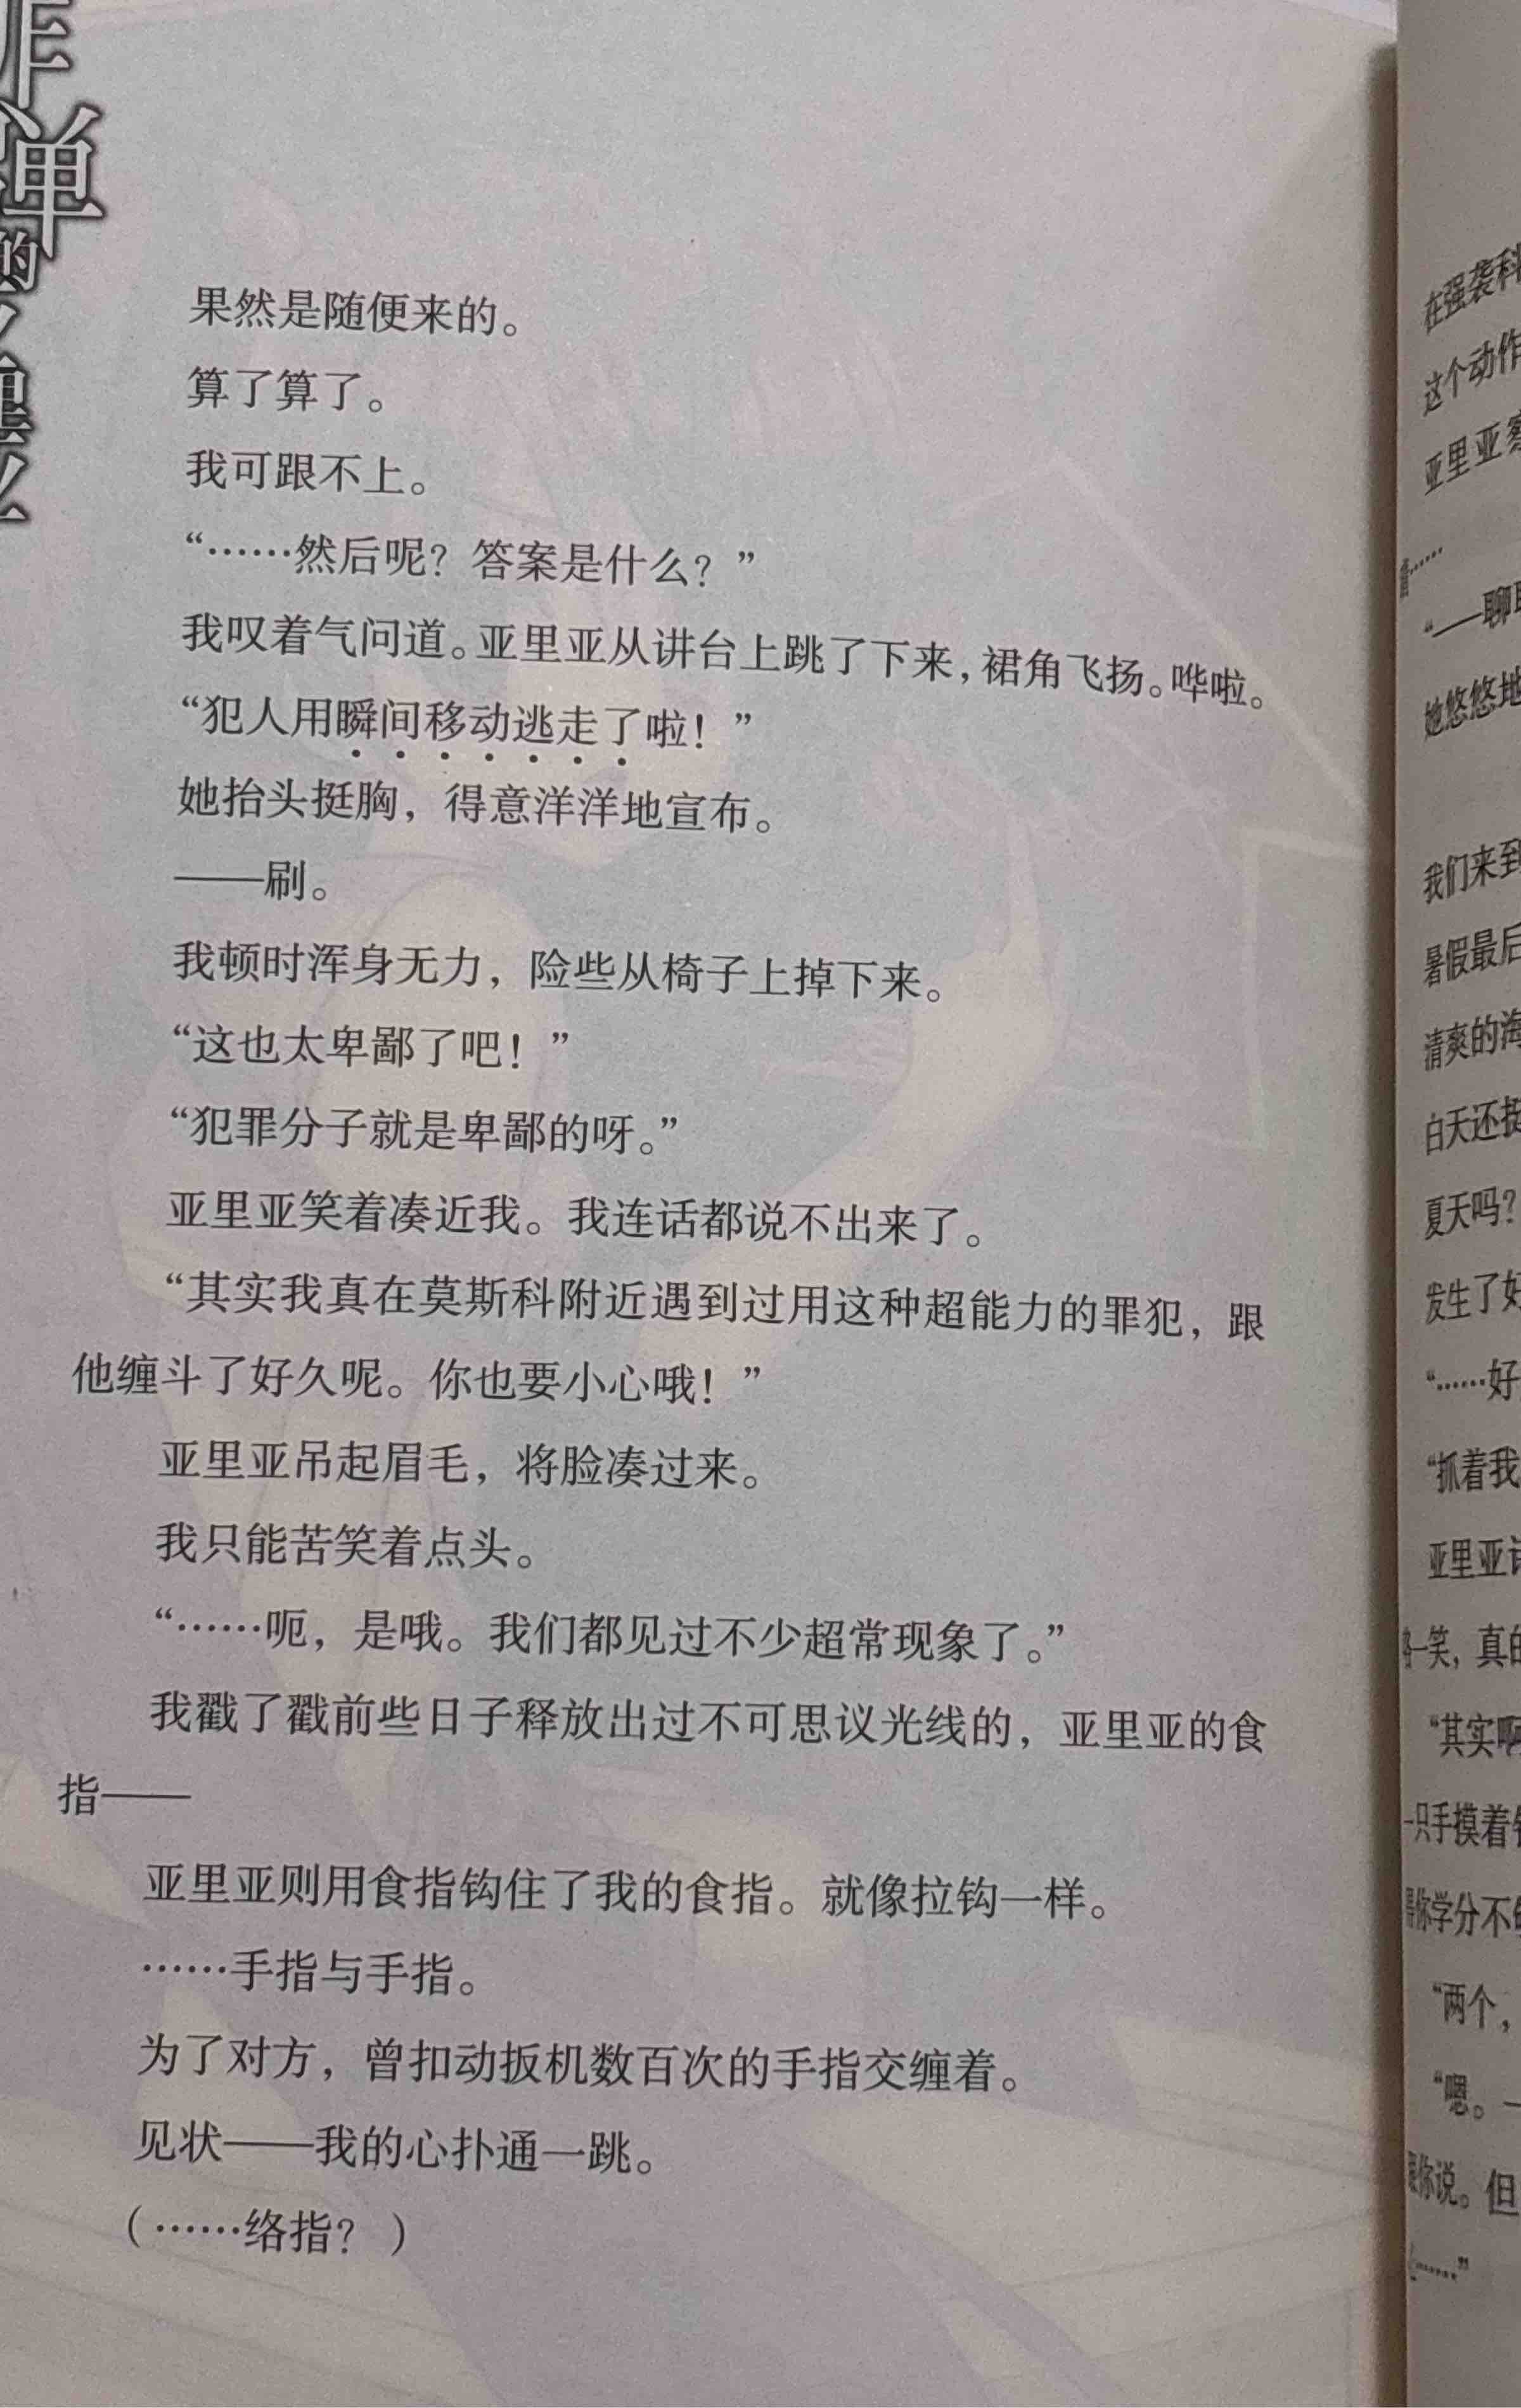 弹
的
果然是随便来的。
算了算了。
我可跟不上。
“……然后呢？答案是什么？”
我叹着气问道。亚里亚从讲台上跳了下来，裙角飞扬。哗啦。
“犯人用瞬间移动逃走了啦！”
她抬头挺胸，得意洋洋地宣布。
——刷。
我顿时浑身无力，险些从椅子上掉下来。
“这也太卑鄙了吧！”
“犯罪分子就是卑鄙的呀。”
亚里亚笑着凑近我。我连话都说不出来了。
“其实我真在莫斯科附近遇到过用这种超能力的罪犯，跟
他缠斗了好久呢。你也要小心哦！”
亚里亚吊起眉毛，将脸凑过来。
我只能苦笑着点头。
“……呃，是哦。我们都见过不少超常现象了。”
我戳了戳前些日子释放出过不可思议光线的，亚里亚的食
指——
亚里亚则用食指钩住了我的食指。就像拉钩一样。
……手指与手指。
为了对方，曾扣动扳机数百次的手指交缠着。
见状——我的心扑通一跳。
（……络指？）
在强袭科
这个动作
亚里亚察
“——聊
她悠悠地
我们来到
暑假最后
清爽的海
白天还挺
夏天吗？
发生了好
“……好
“抓着我
亚里亚
一笑，真的
“其实啊
一只手摸着
你学分不
“两个，
“嗯。—
你说。但
……”